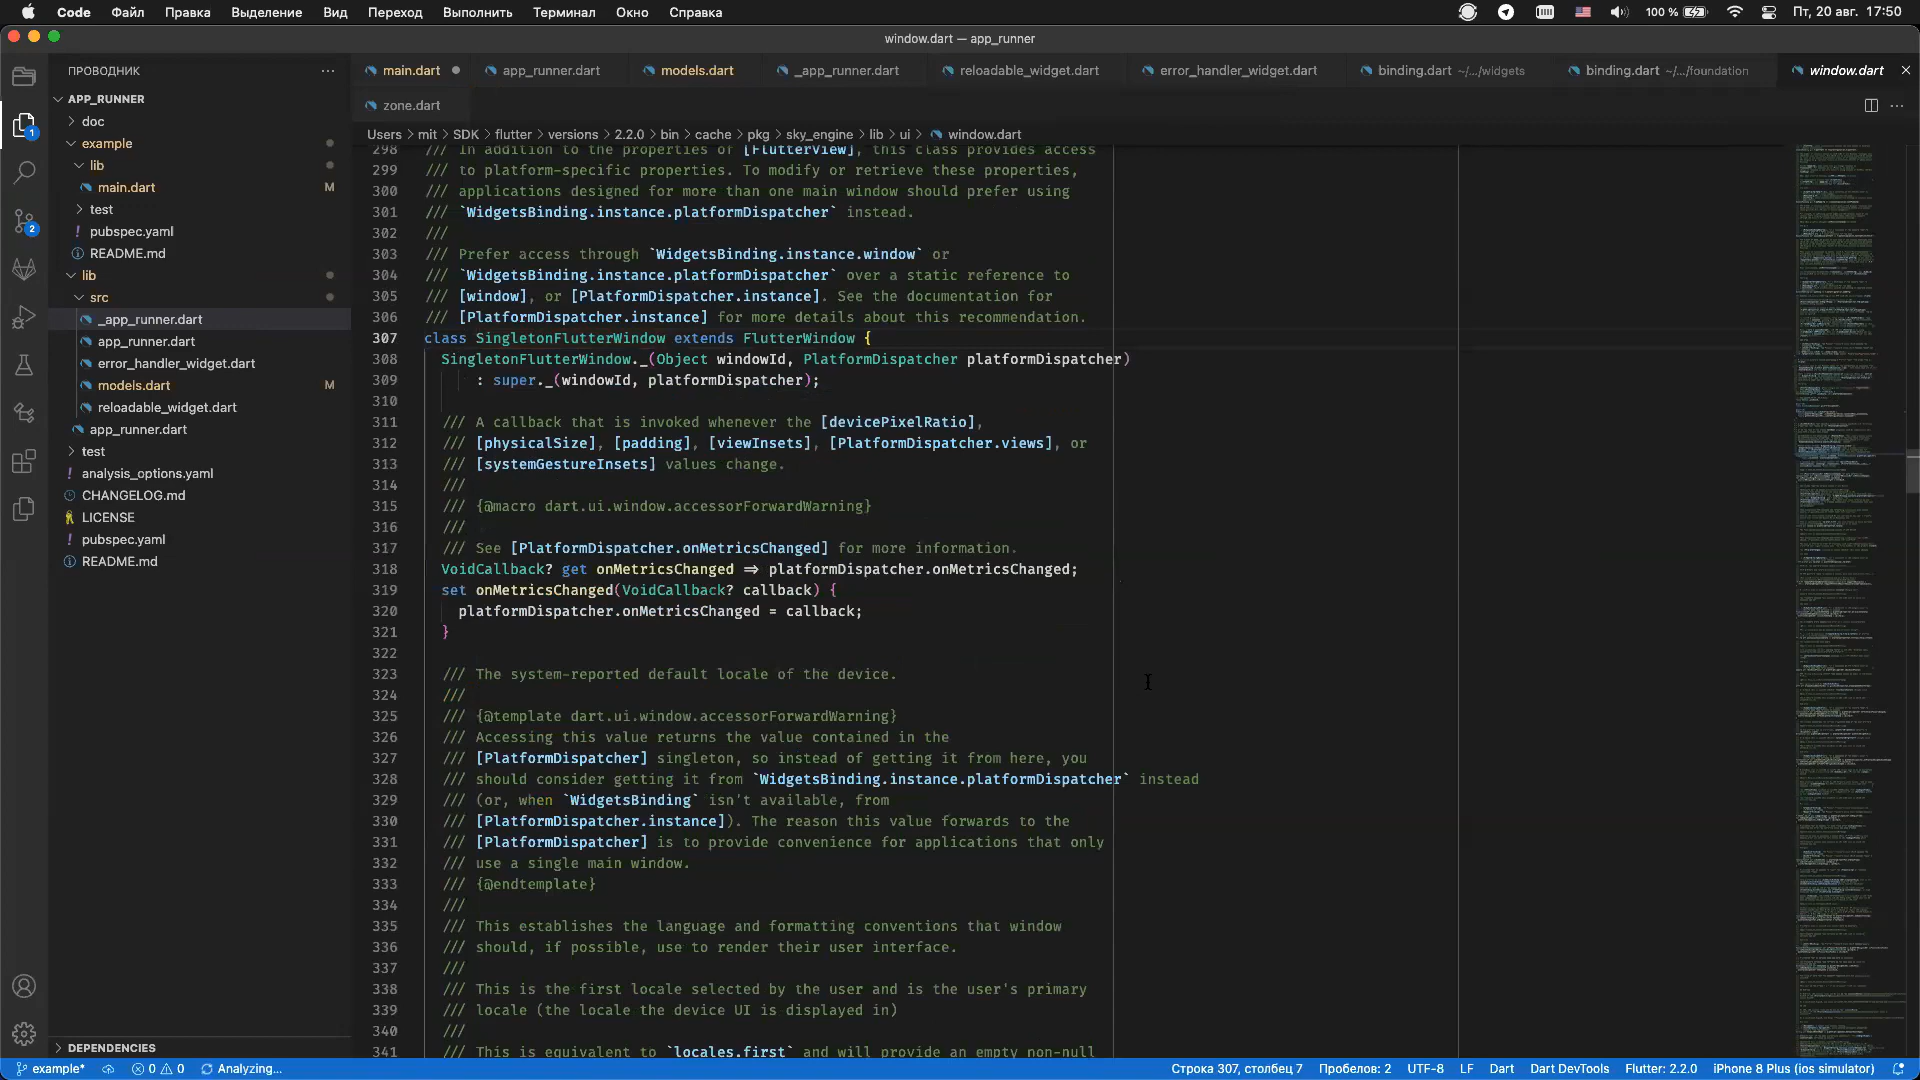 Code Файл Правка Выделение Вид Переход Выполнить Терминал Окно Справка 100 % Пт, 20 авг. 17:50
window.dart — app_runner
ПРОВОДНИК
main.dart app_runner.dart models.dart _app_runner.dart reloadable_widget.dart error_handler_widget.dart binding.dart ~/.../widgets binding.dart ~/.../foundation window.dart
zone.dart
Users > mit > SDK > flutter > versions > 2.2.0 > bin > cache > pkg > sky_engine > lib > ui > window.dart
APP_RUNNER
doc
example
lib
main.dart M
test
pubspec.yaml
README.md
lib
src
_app_runner.dart
app_runner.dart
error_handler_widget.dart
models.dart M
reloadable_widget.dart
app_runner.dart
test
analysis_options.yaml
CHANGELOG.md
LICENSE
pubspec.yaml
README.md
DEPENDENCIES
1
2
298 /// In addition to the properties of [FlutterView], this class provides access
299 /// to platform-specific properties. To modify or retrieve these properties,
300 /// applications designed for more than one main window should prefer using
301 /// `WidgetsBinding.instance.platformDispatcher` instead.
302 ///
303 /// Prefer access through `WidgetsBinding.instance.window` or
304 /// `WidgetsBinding.instance.platformDispatcher` over a static reference to
305 /// [window], or [PlatformDispatcher.instance]. See the documentation for
306 /// [PlatformDispatcher.instance] for more details about this recommendation.
307 class SingletonFlutterWindow extends FlutterWindow {
308 SingletonFlutterWindow._(Object windowId, PlatformDispatcher platformDispatcher)
309 : super._(windowId, platformDispatcher);
310
311 /// A callback that is invoked whenever the [devicePixelRatio],
312 /// [physicalSize], [padding], [viewInsets], [PlatformDispatcher.views], or
313 /// [systemGestureInsets] values change.
314 ///
315 /// {@macro dart.ui.window.accessorForwardWarning}
316 ///
317 /// See [PlatformDispatcher.onMetricsChanged] for more information.
318 VoidCallback? get onMetricsChanged => platformDispatcher.onMetricsChanged;
319 set onMetricsChanged(VoidCallback? callback) {
320 platformDispatcher.onMetricsChanged = callback;
321 }
322
323 /// The system-reported default locale of the device.
324 ///
325 /// {@template dart.ui.window.accessorForwardWarning}
326 /// Accessing this value returns the value contained in the
327 /// [PlatformDispatcher] singleton, so instead of getting it from here, you
328 /// should consider getting it from `WidgetsBinding.instance.platformDispatcher` instead
329 /// (or, when `WidgetsBinding` isn't available, from
330 /// [PlatformDispatcher.instance]). The reason this value forwards to the
331 /// [PlatformDispatcher] is to provide convenience for applications that only
332 /// use a single main window.
333 /// {@endtemplate}
334 ///
335 /// This establishes the language and formatting conventions that window
336 /// should, if possible, use to render their user interface.
337 ///
338 /// This is the first locale selected by the user and is the user's primary
339 /// locale (the locale the device UI is displayed in)
340 ///
341 /// This is equivalent to `locales.first` and will provide an empty non-null
example* 0 0 Analyzing... Строка 307, столбец 7 Пробелов: 2 UTF-8 LF Dart Dart DevTools Flutter: 2.2.0 iPhone 8 Plus (ios simulator)